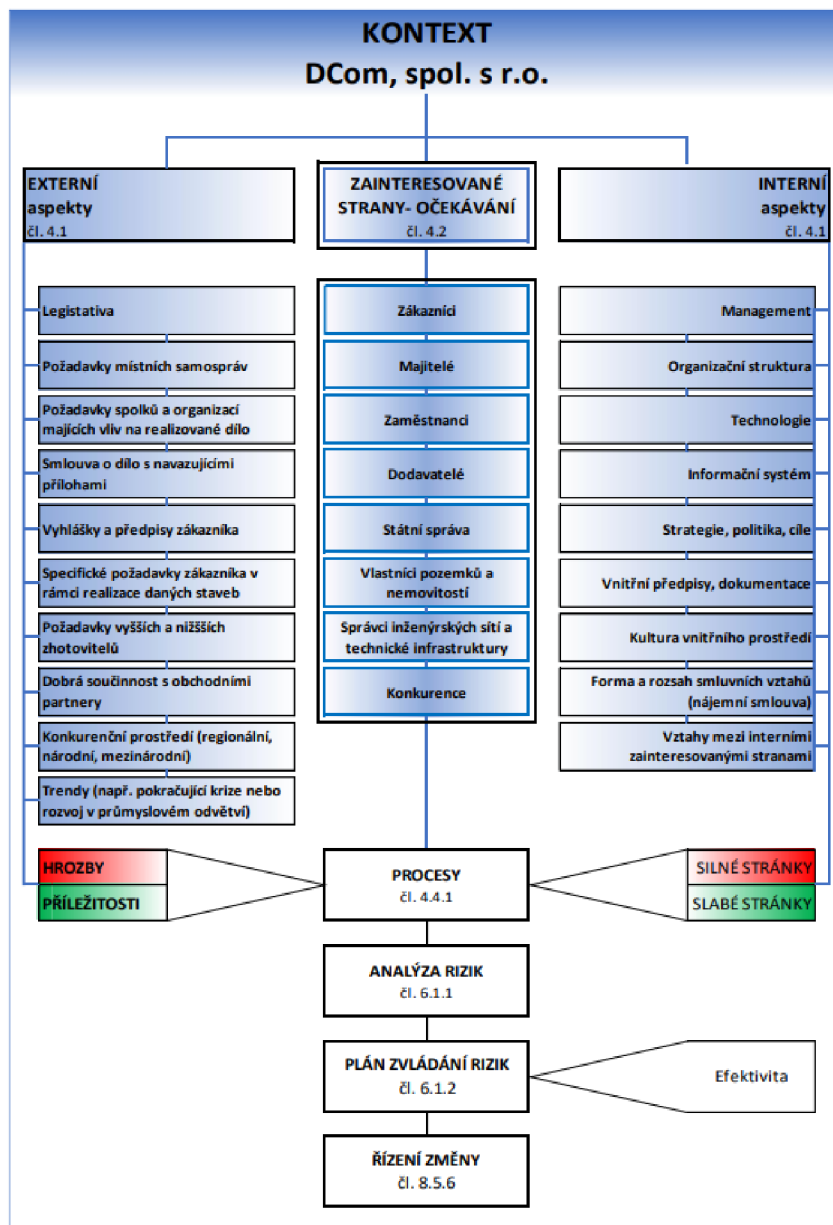 KONTEXT
DCom, spol. s r.o.
EXTERNÍ
aspekty
čl. 4.1
ZAINTERESOVANÉ
STRANY- OČEKÁVÁNÍ
čl. 4.2
INTERNÍ
aspekty
čl. 4.1
Legistativa
Požadavky místních samospráv
Požadavky spolků a organizací
majících vliv na realizované dílo
Smlouva o dílo s navazujícími
přílohami
Vyhlášky a předpisy zákazníka
Specifické požadavky zákazníka v
rámci realizace daných staveb
Požadavky vyšších a nižšších
zhotovitelů
Dobrá součinnost s obchodními
partnery
Konkurenční prostředí (regionální,
národní, mezinárodní)
Trendy (např. pokračující krize nebo
rozvoj v průmyslovém odvětví)
Zákazníci
Majitelé
Zaměstnanci
Dodavatelé
Státní správa
Vlastníci pozemků a
nemovitostí
Správci inženýrských sítí a
technické infrastruktury
Konkurence
Management
Organizační struktura
Technologie
Informační systém
Strategie, politika, cíle
Vnitřní předpisy, dokumentace
Kultura vnitřního prostředí
Forma a rozsah smluvních vztahů
(nájemní smlouva)
Vztahy mezi interními
zainteresovanými stranami
HROZBY
PŘÍLEŽITOSTI
PROCESY
čl. 4.4.1
SILNÉ STRÁNKY
SLABÉ STRÁNKY
ANALÝZA RIZIK
čl. 6.1.1
PLÁN ZVLÁDÁNÍ RIZIK
čl. 6.1.2
Efektivita
ŘÍZENÍ ZMĚNY
čl. 8.5.6